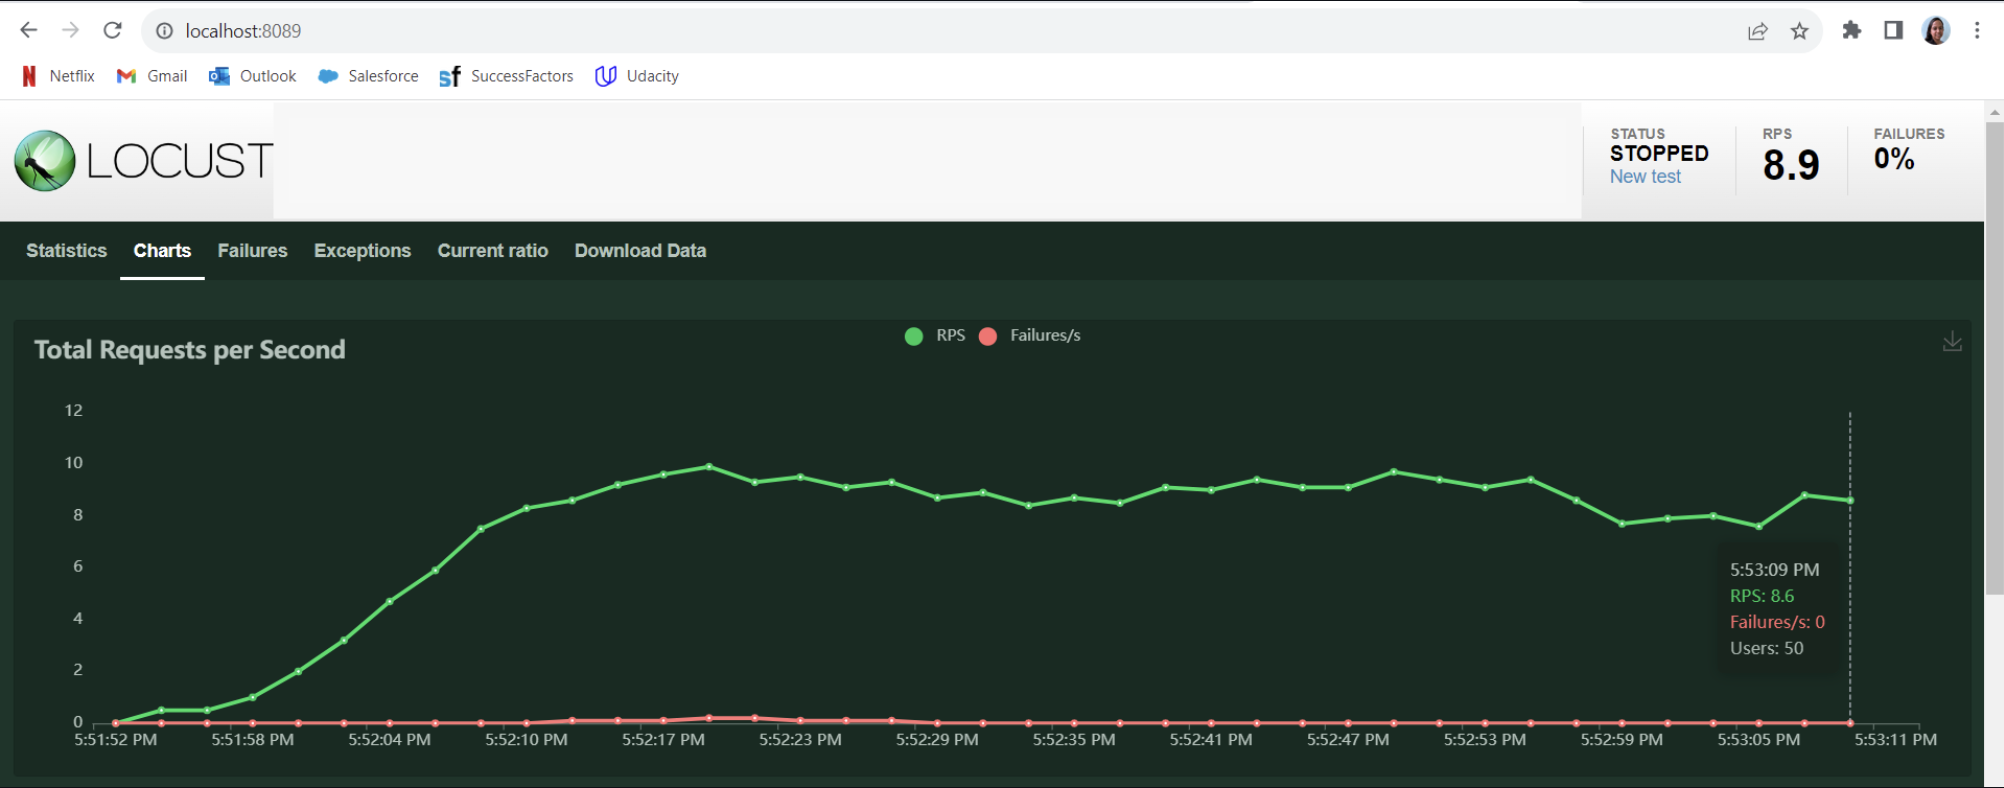 localhost:8089
Netflix Gmail Outlook Salesforce sf SuccessFactors Udacity
LOCUST
STATUS
STOPPED
New test
RPS
8.9
FAILURES
0%
Statistics Charts Failures Exceptions Current ratio Download Data
Total Requests per Second
RPS Failures/s
12
10
8
6
4
2
0
5:53:09 PM
RPS: 8.6
Failures/s: 0
Users: 50
5:51:52 PM 5:51:58 PM 5:52:04 PM 5:52:10 PM 5:52:17 PM 5:52:23 PM 5:52:29 PM 5:52:35 PM 5:52:41 PM 5:52:47 PM 5:52:53 PM 5:52:59 PM 5:53:05 PM 5:53:11 PM